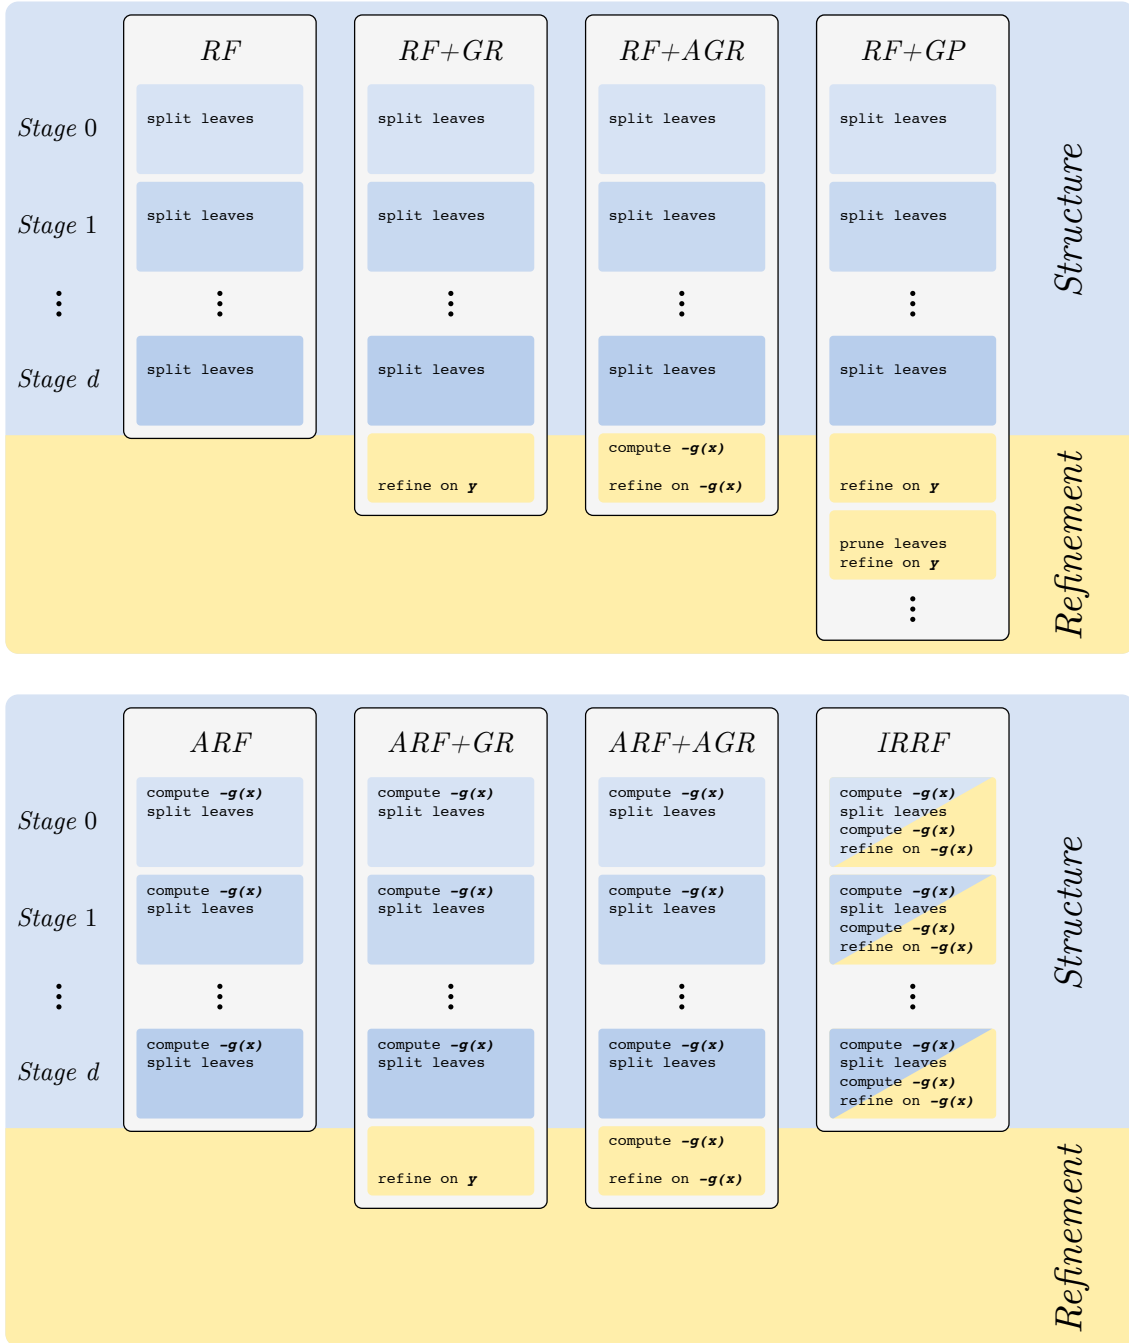 RF
RF+GR
RF+AGR
RF+GP
Stage 0
split leaves
split leaves
split leaves
split leaves
Stage 1
split leaves
split leaves
split leaves
split leaves
Stage d
split leaves
split leaves
split leaves
split leaves
Structure
refine on y
compute -g(x)
refine on -g(x)
refine on y
prune leaves
refine on y
Refinement
ARF
ARF+GR
ARF+AGR
IRRF
Stage 0
compute -g(x)
split leaves
compute -g(x)
split leaves
compute -g(x)
split leaves
compute -g(x)
split leaves
compute -g(x)
refine on -g(x)
Stage 1
compute -g(x)
split leaves
compute -g(x)
split leaves
compute -g(x)
split leaves
compute -g(x)
split leaves
compute -g(x)
refine on -g(x)
Stage d
compute -g(x)
split leaves
compute -g(x)
split leaves
compute -g(x)
split leaves
compute -g(x)
split leaves
compute -g(x)
refine on -g(x)
Structure
refine on y
compute -g(x)
refine on -g(x)
Refinement